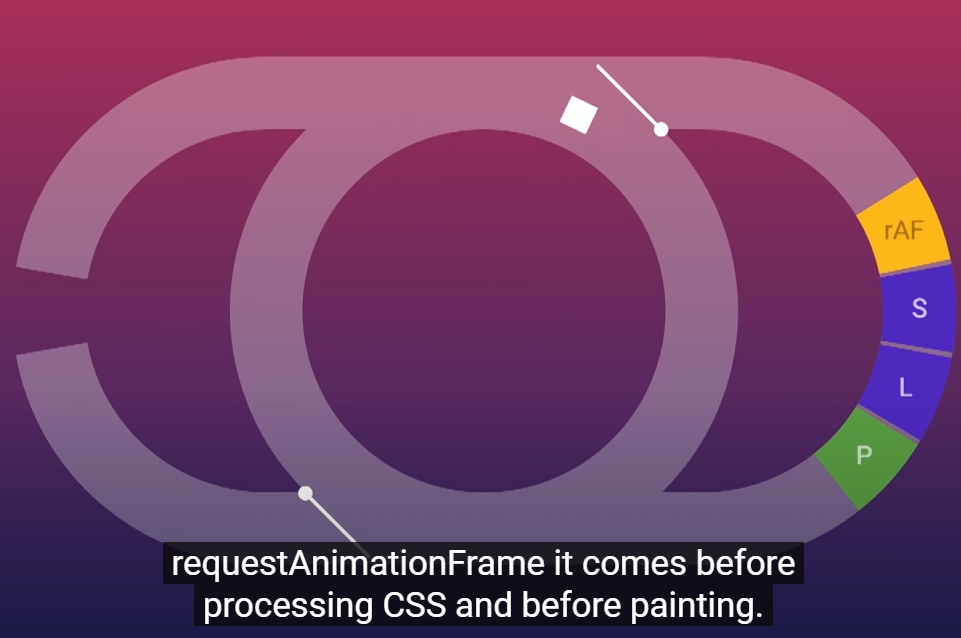 rAF
S
L
P
requestAnimationFrame it comes before
processing CSS and before painting.